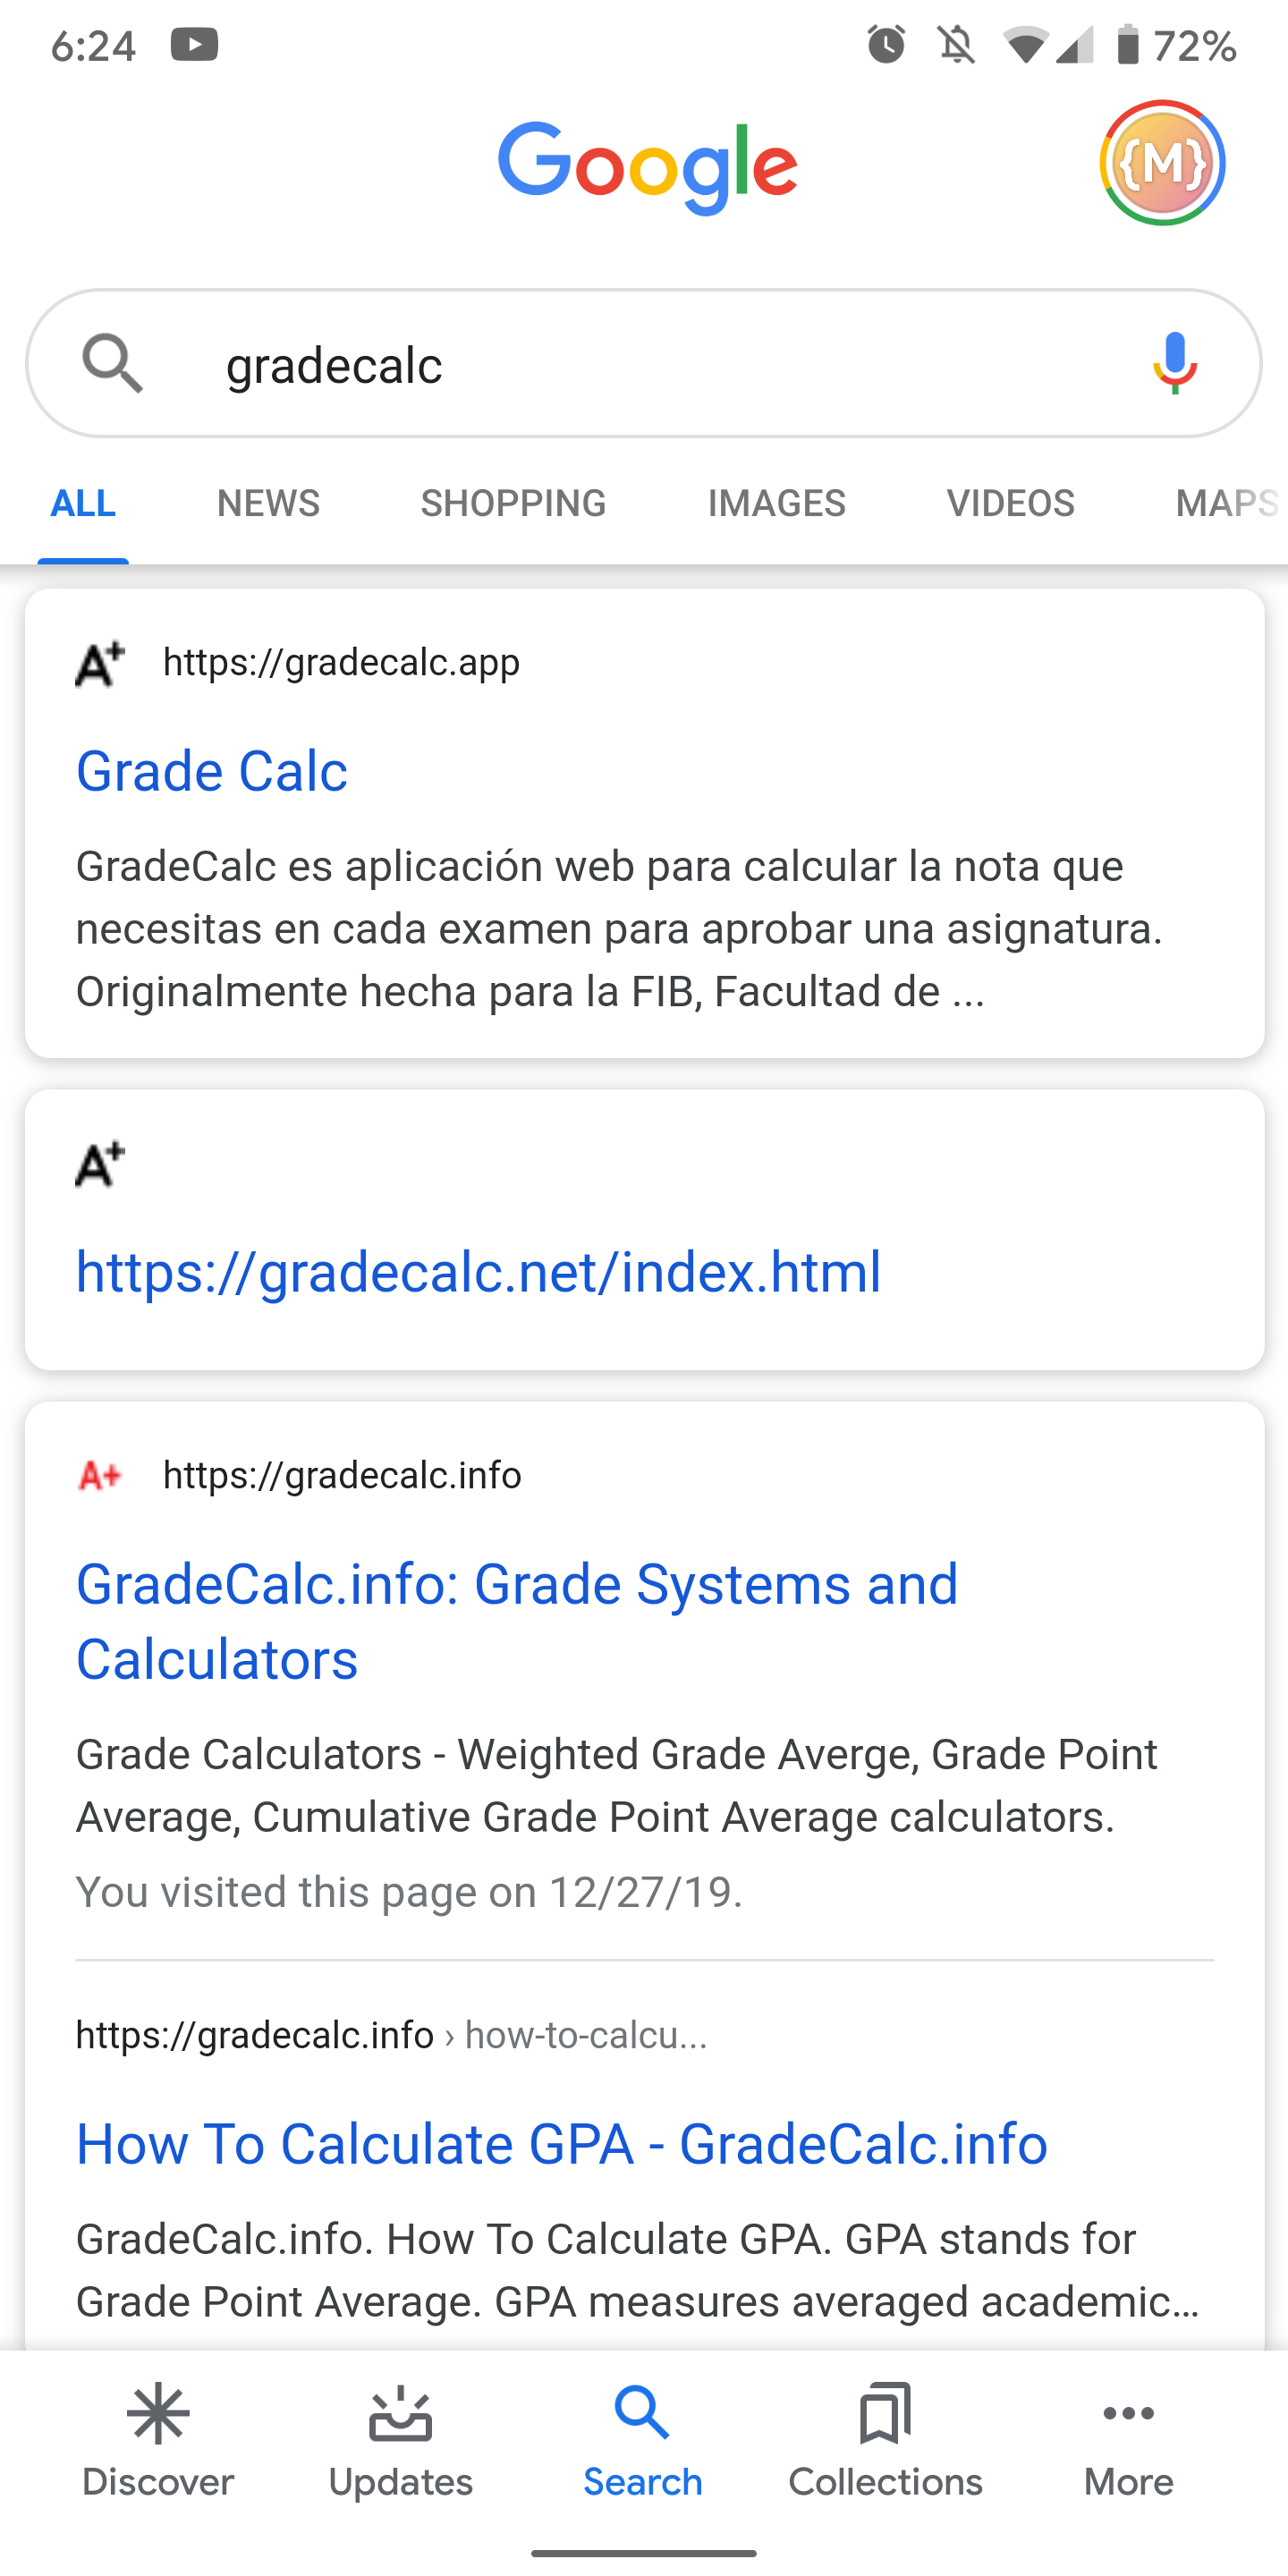 6:24
72%
Google
{M}
gradecalc
ALL NEWS SHOPPING IMAGES VIDEOS MAPS
A+ https://gradecalc.app
Grade Calc
GradeCalc es aplicación web para calcular la nota que
necesitas en cada examen para aprobar una asignatura.
Originalmente hecha para la FIB, Facultad de ...
A+
https://gradecalc.net/index.html
A+ https://gradecalc.info
GradeCalc.info: Grade Systems and
Calculators
Grade Calculators - Weighted Grade Averge, Grade Point
Average, Cumulative Grade Point Average calculators.
You visited this page on 12/27/19.
https://gradecalc.info › how-to-calcu...
How To Calculate GPA - GradeCalc.info
GradeCalc.info. How To Calculate GPA. GPA stands for
Grade Point Average. GPA measures averaged academic...
Discover Updates Search Collections More